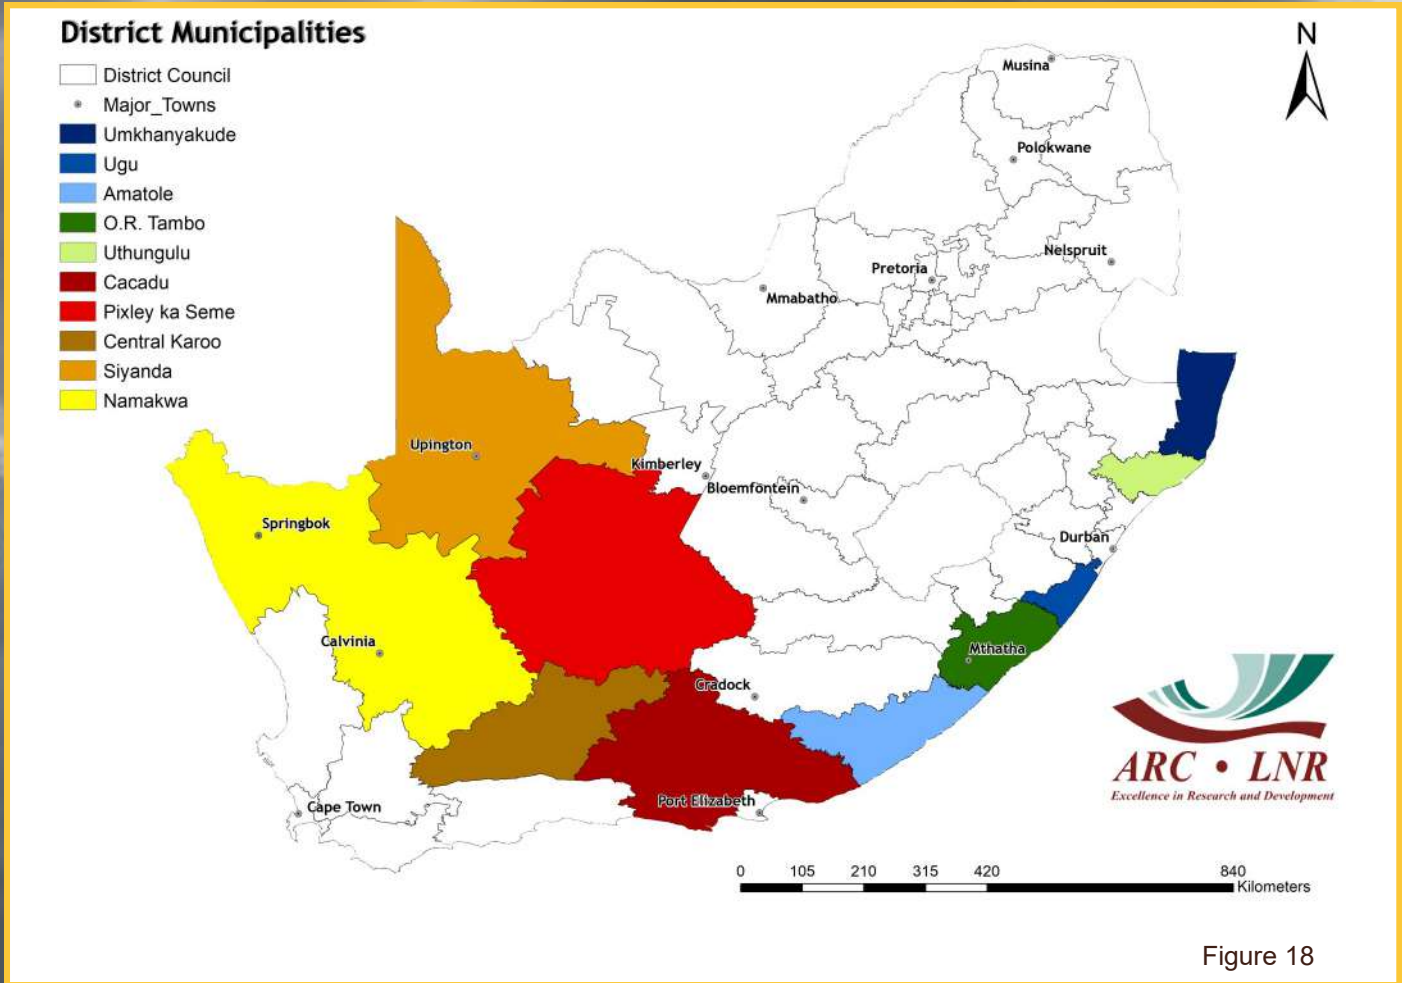 District Municipalities
District Council
Major_Towns
Umkhanyakude
Ugu
Amatole
O.R. Tambo
Uthungulu
Cacadu
Pixley ka Seme
Central Karoo
Siyanda
Namakwa
N
Musina
Polokwane
Nelspruit
Pretoria
Mmabatho
Upington
Kimberley
Bloemfontein
Springbok
Durban
Calvinia
Mthatha
Cradock
Port Elizabeth
Cape Town
ARC • LNR
Excellence in Research and Development
0 105 210 315 420 840
Kilometers
Figure 18